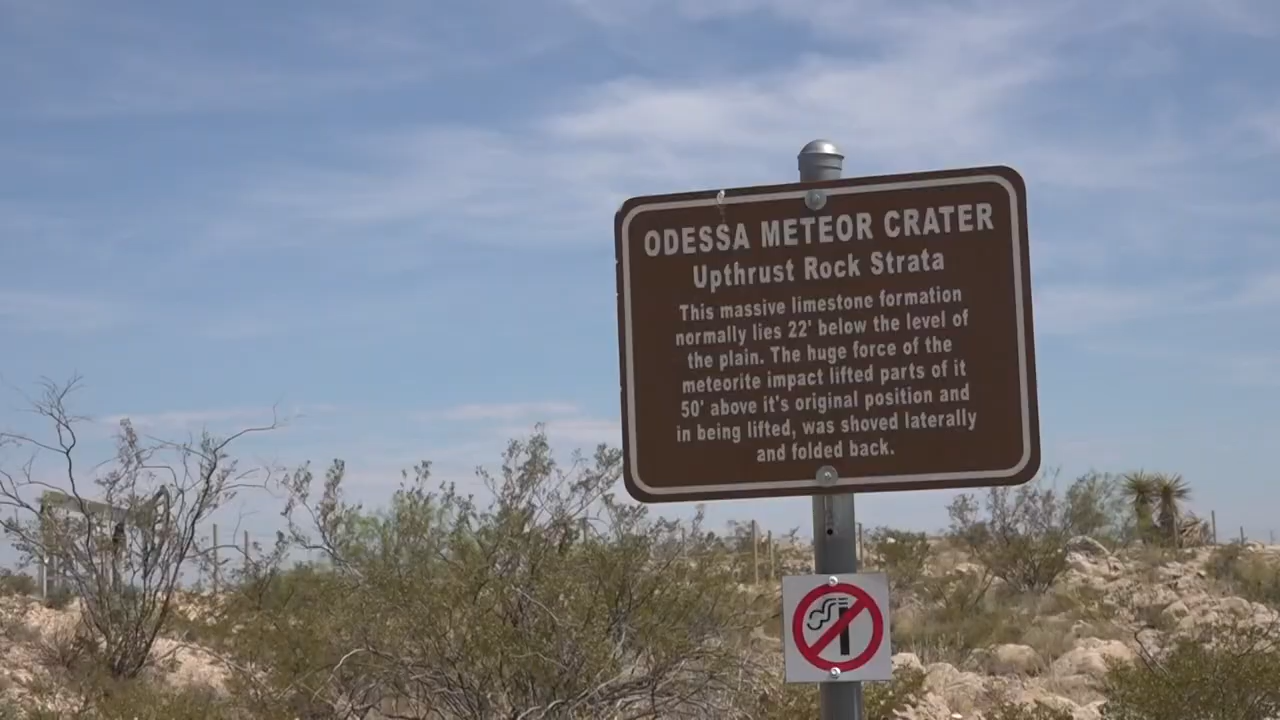 ODESSA METEOR CRATER
Upthrust Rock Strata
This massive limestone formation
normally lies 22' below the level of
the plain. The huge force of the
meteorite impact lifted parts of it
50' above it's original position and
in being lifted, was shoved laterally
and folded back.